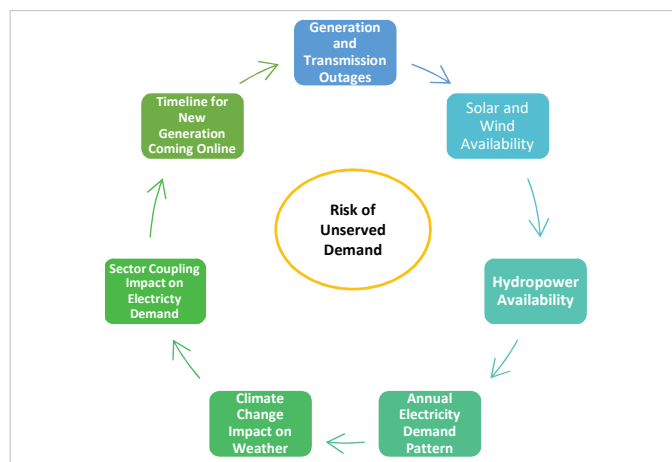 Generation
and
Transmission
Outages
Solar and
Wind
Availability
Hydropower
Availability
Annual
Electricity
Demand
Pattern
Climate
Change
Impact on
Weather
Sector Coupling
Impact on
Electricty
Demand
Timeline for
New
Generation
Coming Online
Risk of
Unserved
Demand